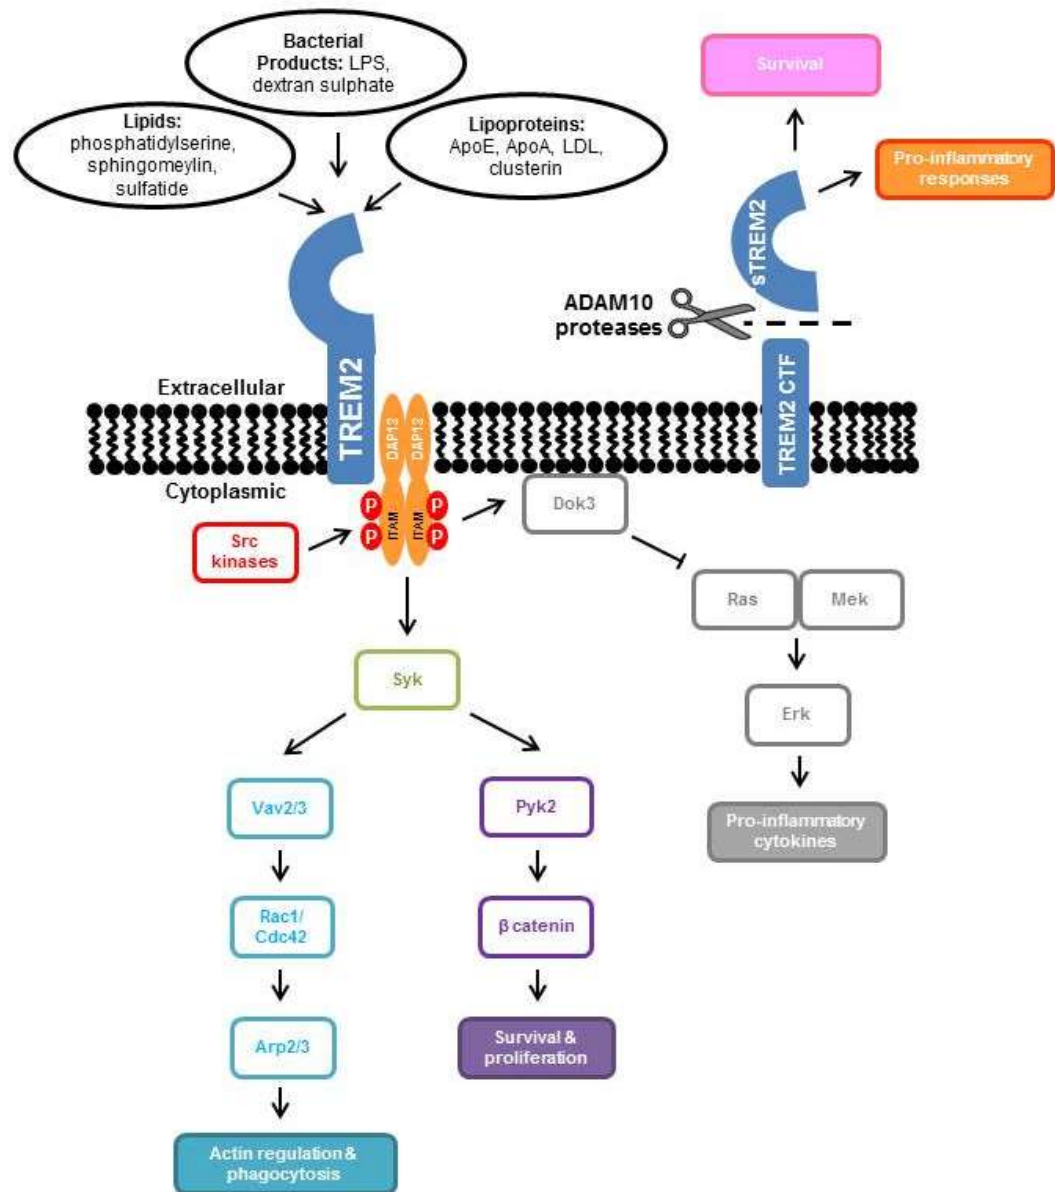 Bacterial
Products: LPS,
dextran sulphate
Lipids:
phosphatidylserine,
sphingomeylin,
sulfatide
Lipoproteins:
ApoE, ApoA, LDL,
clusterin
Survival
Pro-inflammatory
responses
sTREM2
ADAM10
proteases
Extracellular
TREM2
DAP12
DAP12
TREM2 CTF
Cytoplasmic
P
P
P
P
ITAM
ITAM
Src
kinases
Dok3
Ras
Mek
Syk
Erk
Vav2/3
Pyk2
Pro-inflammatory
cytokines
Rac1/
Cdc42
β catenin
Arp2/3
Survival &
proliferation
Actin regulation &
phagocytosis